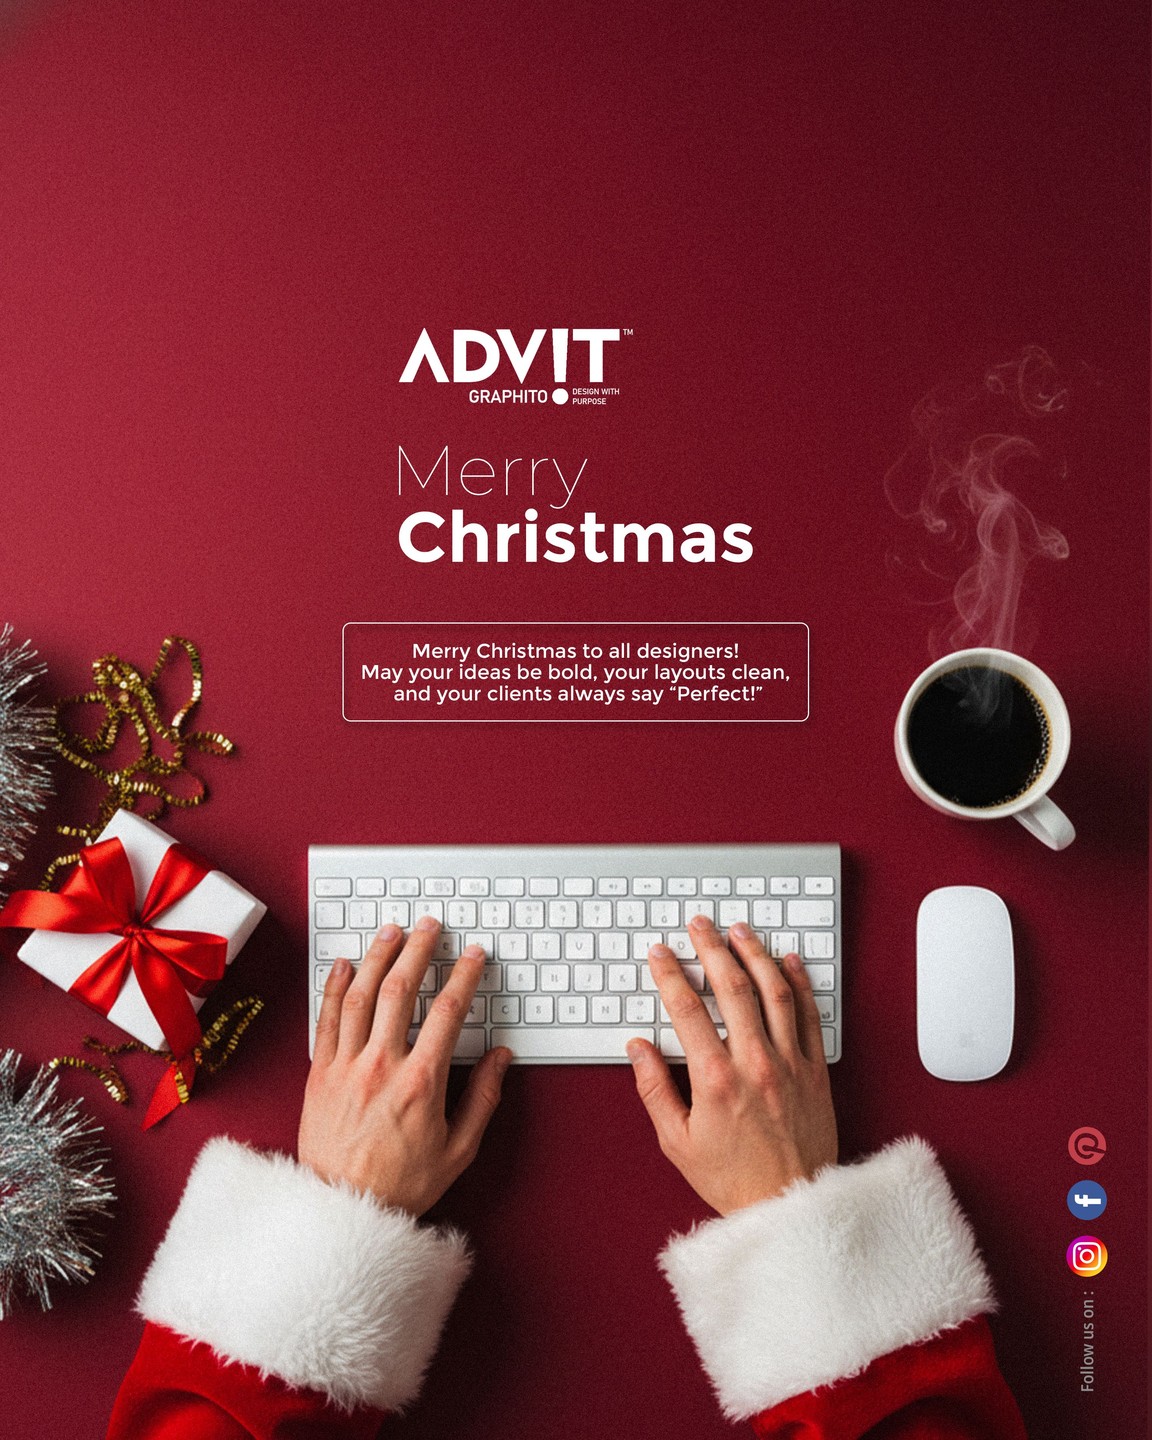 ADVIT™
GRAPHITO DESIGN WITH
PURPOSE
Merry
Christmas
Merry Christmas to all designers!
May your ideas be bold, your layouts clean,
and your clients always say “Perfect!”
Follow us on :